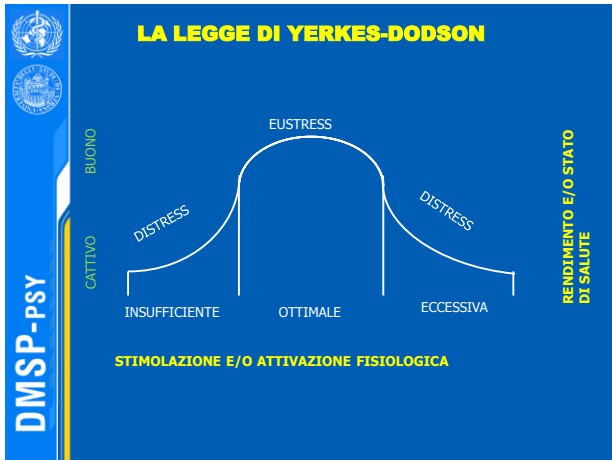 LA LEGGE DI YERKES-DODSON
EUSTRESS
BUONO
CATTIVO
DISTRESS
DISTRESS
INSUFFICIENTE
OTTIMALE
ECCESSIVA
STIMOLAZIONE E/O ATTIVAZIONE FISIOLOGICA
RENDIMENTO E/O STATO
DI SALUTE
DMSP-PSY